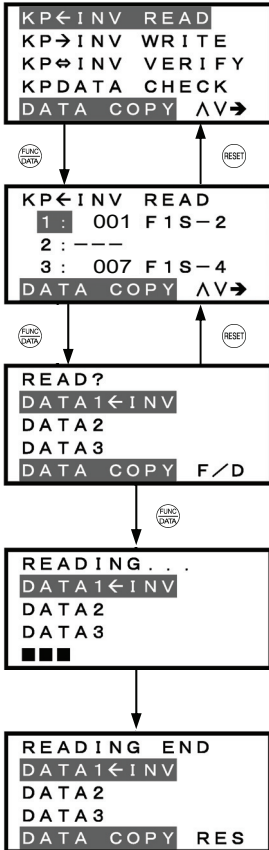 KP←INV READ
KP→INV WRITE
KP⇔INV VERIFY
KPDATA CHECK
DATA COPY ∧∨➔
FUNC
DATA
RESET
KP←INV READ
1: 001 F1S−2
2:−−−
3: 007 F1S−4
DATA COPY ∧∨➔
FUNC
DATA
RESET
READ?
DATA1←INV
DATA2
DATA3
DATA COPY F/D
FUNC
DATA
READING...
DATA1←INV
DATA2
DATA3
■■■
READING END
DATA1←INV
DATA2
DATA3
DATA COPY RES